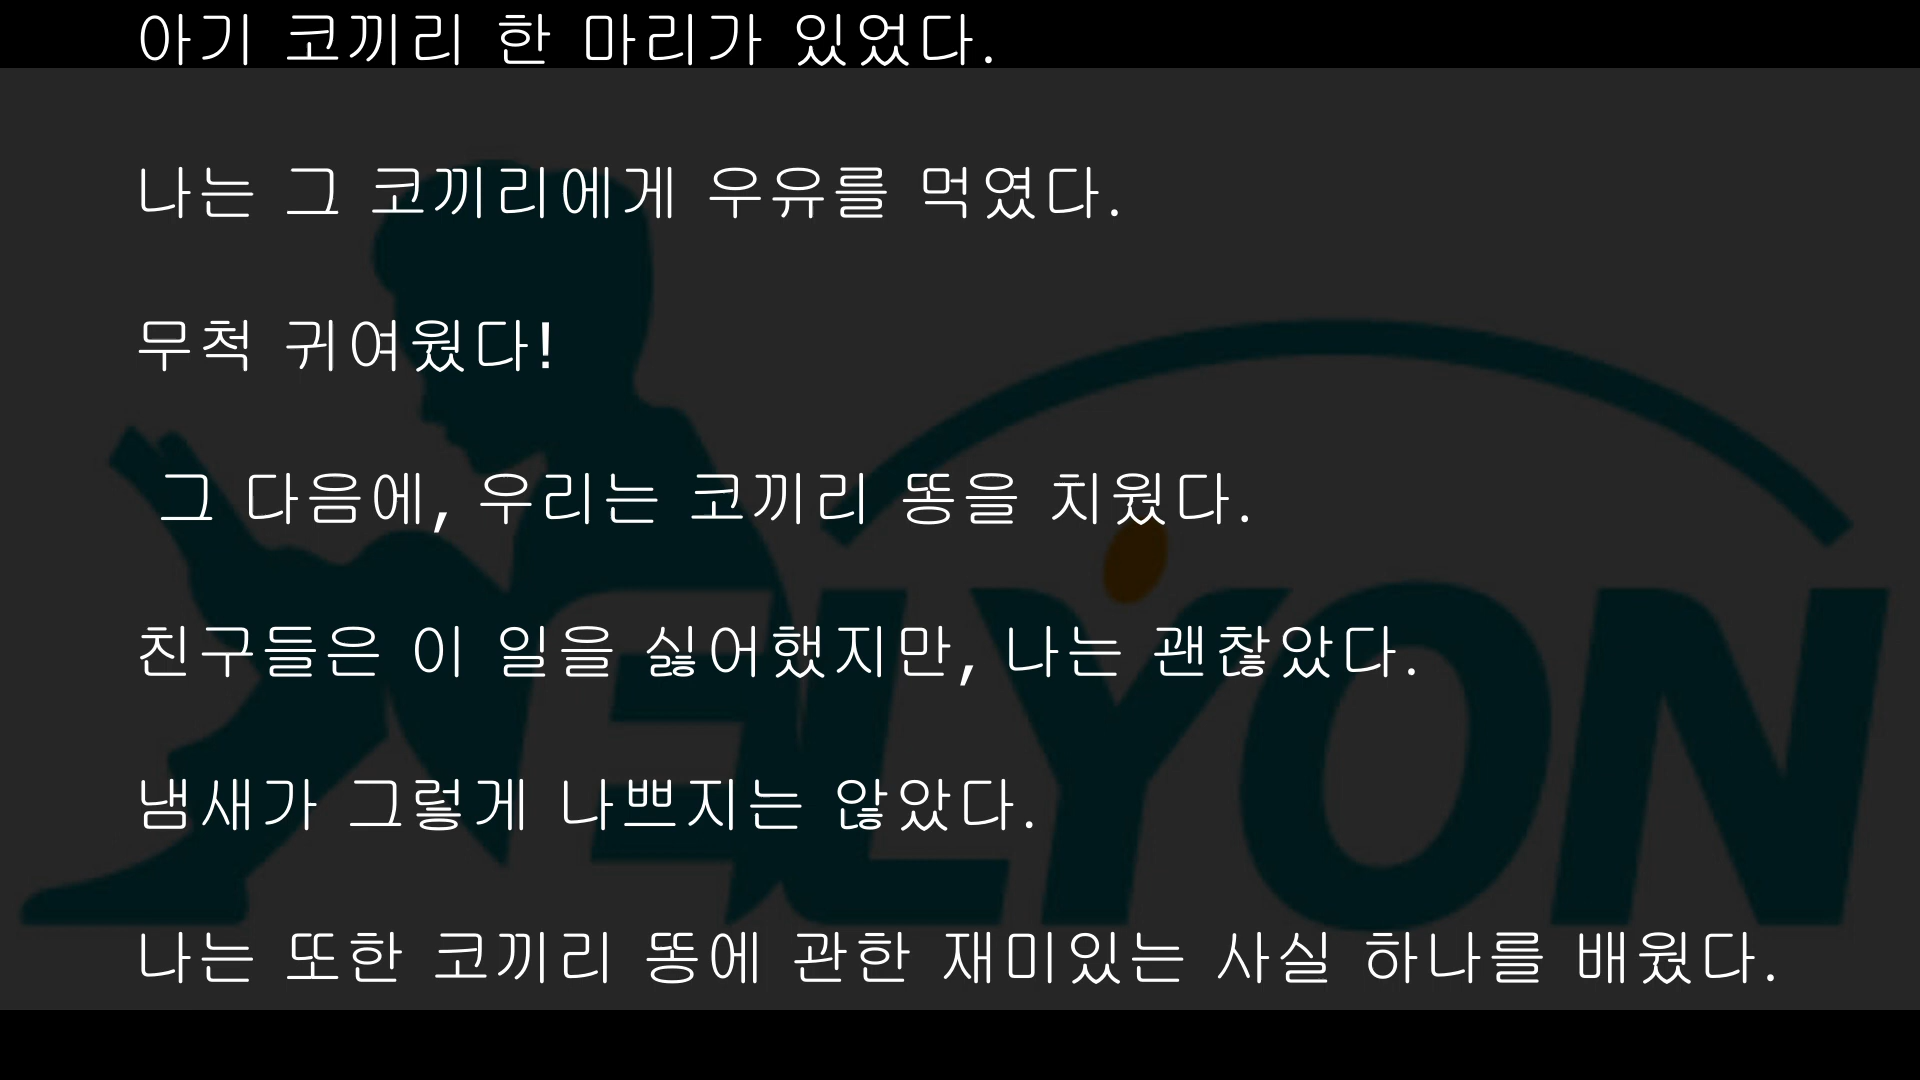 아기 코끼리 한 마리가 있었다.
나는 그 코끼리에게 우유를 먹였다.
무척 귀여웠다!
그 다음에, 우리는 코끼리 똥을 치웠다.
친구들은 이 일을 싫어했지만, 나는 괜찮았다.
냄새가 그렇게 나쁘지는 않았다.
나는 또한 코끼리 똥에 관한 재미있는 사실 하나를 배웠다.
ELYON